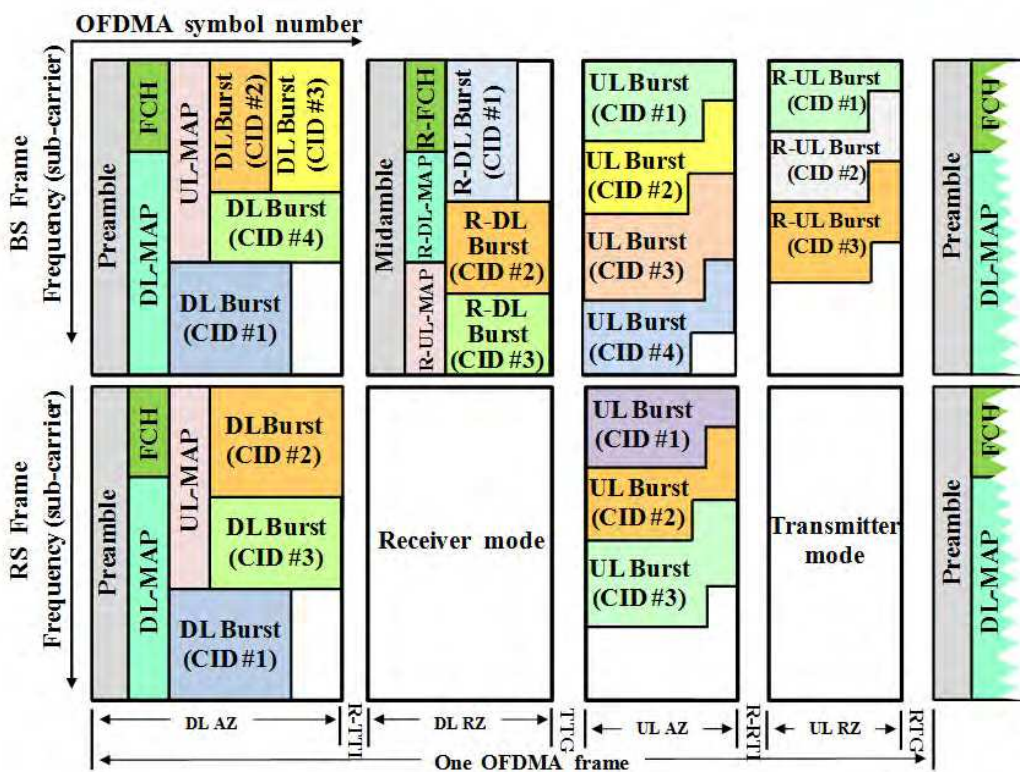 OFDMA symbol number
BS Frame
Frequency (sub-carrier)
Preamble
FCH
DL-MAP
UL-MAP
DL Burst
(CID #2)
DL Burst
(CID #3)
DL Burst
(CID #4)
DL Burst
(CID #1)
Midamble
R-FCH
R-DL-MAP
R-UL-MAP
R-DL Burst
(CID #1)
R-DL
Burst
(CID #2)
R-DL
Burst
(CID #3)
UL Burst
(CID #1)
UL Burst
(CID #2)
UL Burst
(CID #3)
UL Burst
(CID #4)
R-UL Burst
(CID #1)
R-UL Burst
(CID #2)
R-UL Burst
(CID #3)
Preamble
FCH
DL-MAP
RS Frame
Frequency (sub-carrier)
Preamble
FCH
DL-MAP
UL-MAP
DL Burst
(CID #2)
DL Burst
(CID #3)
DL Burst
(CID #1)
Receiver mode
UL Burst
(CID #1)
UL Burst
(CID #2)
UL Burst
(CID #3)
Transmitter
mode
Preamble
FCH
DL-MAP
DL AZ
R-TTI
DL RZ
TTG
UL AZ
R-RTI
UL RZ
RTG
One OFDMA frame